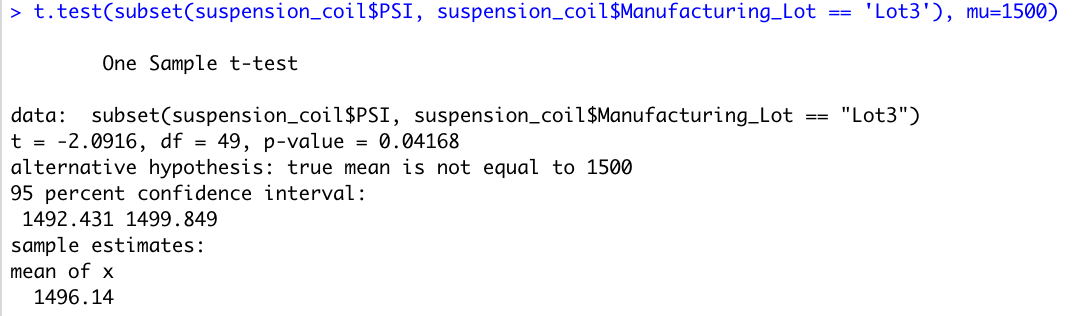 > t.test(subset(suspension_coil$PSI, suspension_coil$Manufacturing_Lot == 'Lot3'), mu=1500)
One Sample t-test
data:  subset(suspension_coil$PSI, suspension_coil$Manufacturing_Lot == "Lot3")
t = -2.0916, df = 49, p-value = 0.04168
alternative hypothesis: true mean is not equal to 1500
95 percent confidence interval:
1492.431 1499.849
sample estimates:
mean of x
1496.14